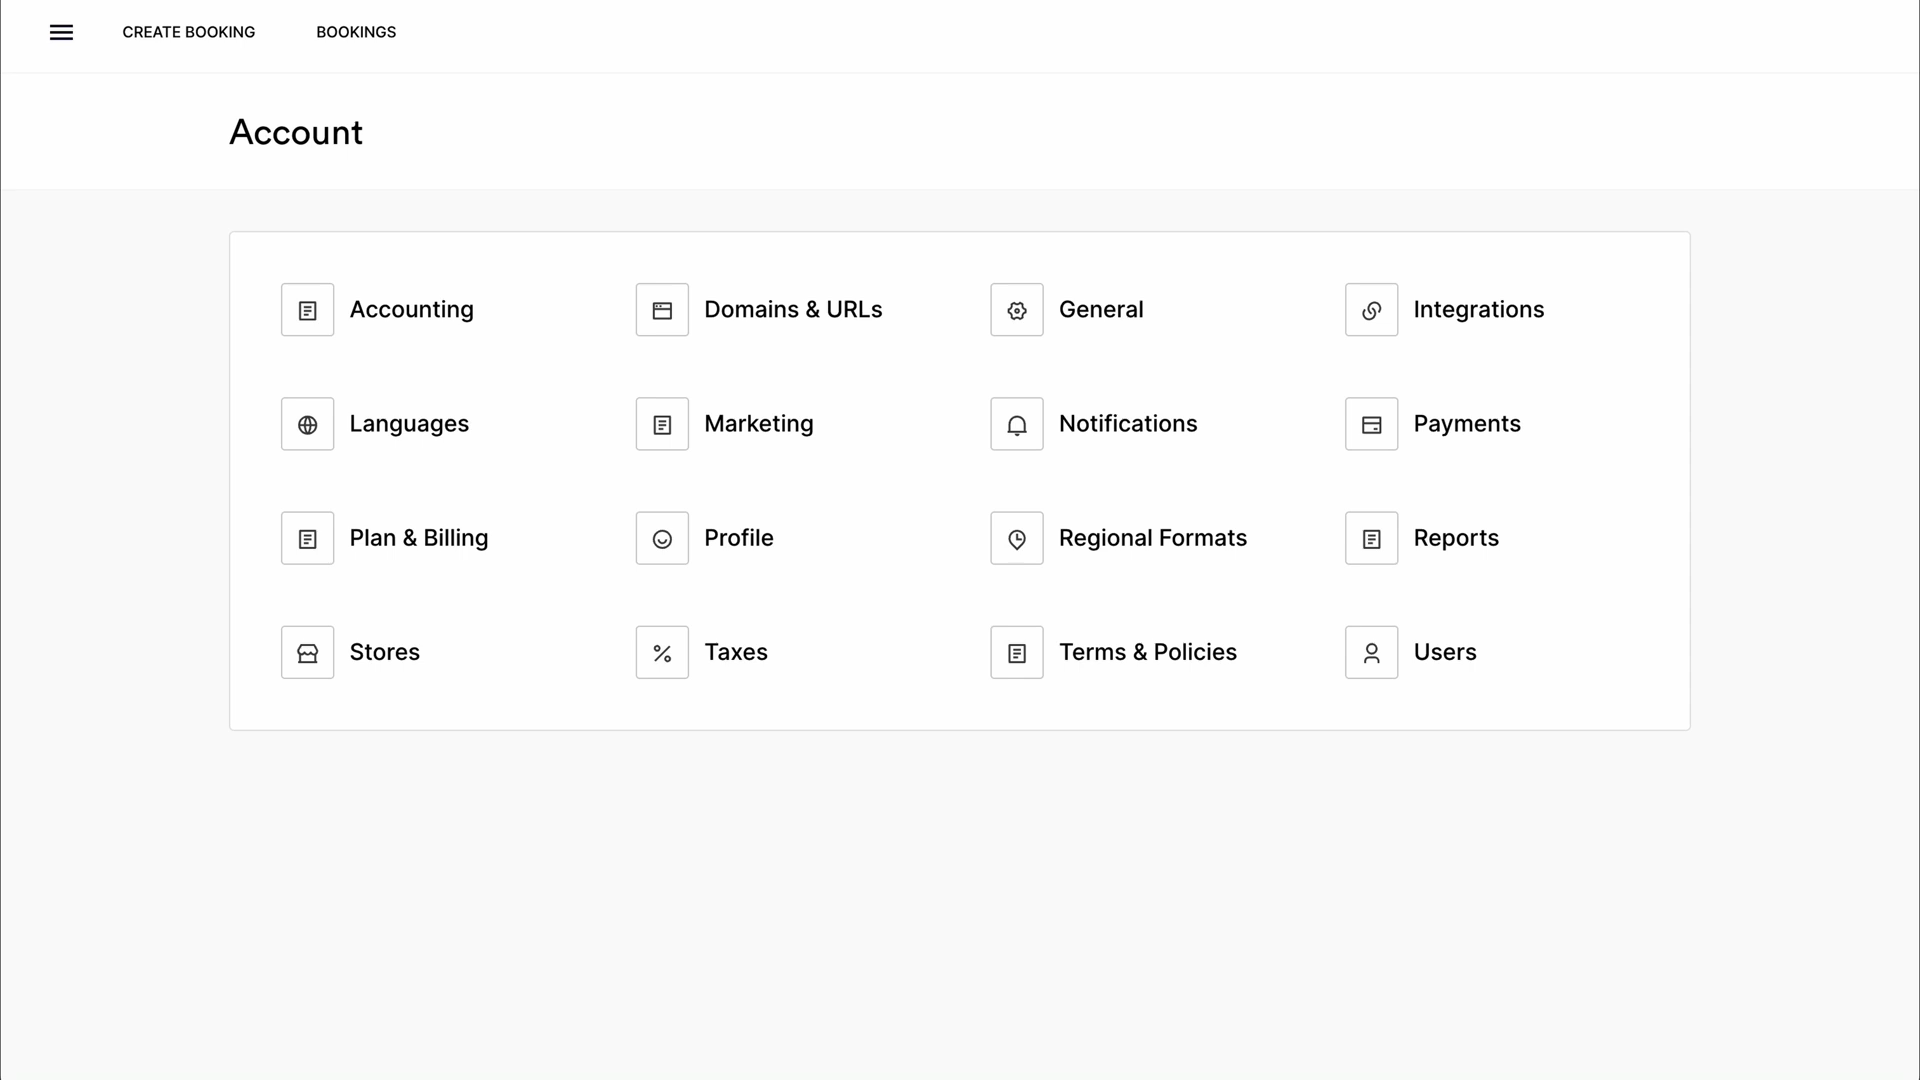 CREATE BOOKING BOOKINGS
Account
Accounting Domains & URLs General Integrations
Languages Marketing Notifications Payments
Plan & Billing Profile Regional Formats Reports
Stores Taxes Terms & Policies Users